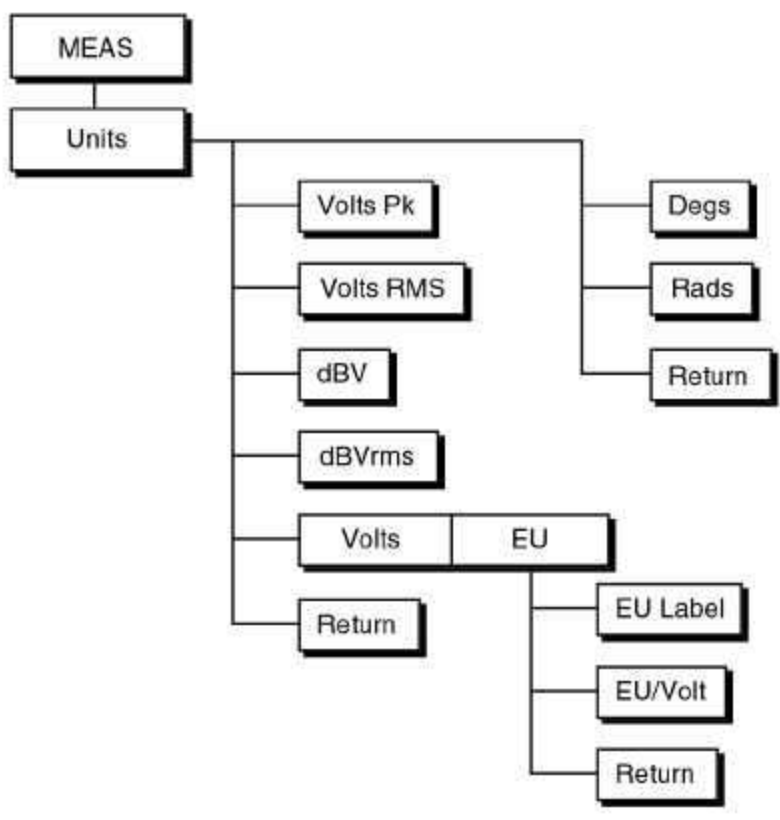 MEAS
Units
Volts Pk
Degs
Volts RMS
Rads
dBV
Return
dBVrms
Volts EU
Return
EU Label
EU/Volt
Return